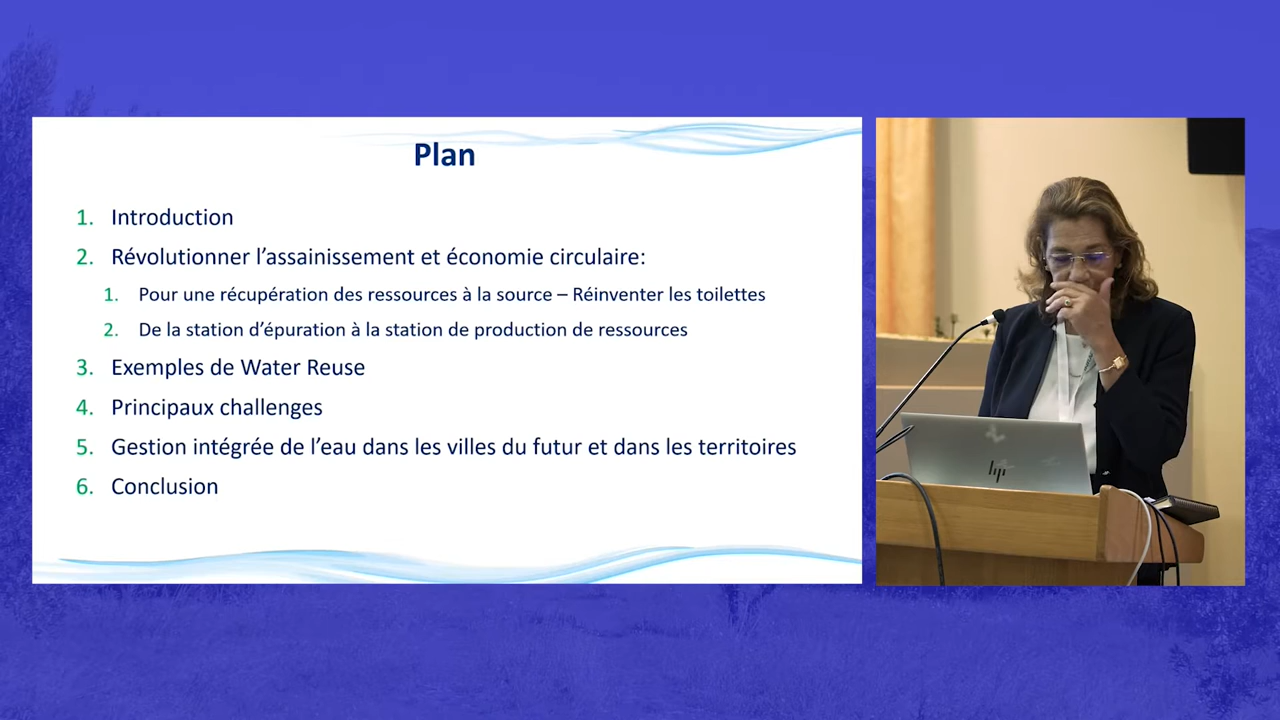 Plan
1. Introduction
2. Révolutionner l’assainissement et économie circulaire:
1. Pour une récupération des ressources à la source – Réinventer les toilettes
2. De la station d’épuration à la station de production de ressources
3. Exemples de Water Reuse
4. Principaux challenges
5. Gestion intégrée de l’eau dans les villes du futur et dans les territoires
6. Conclusion
hp